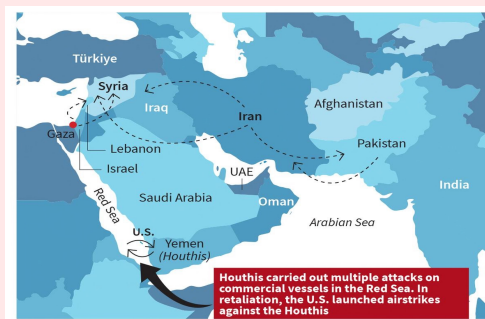 Türkiye
Syria
Iraq
Iran
Afghanistan
Gaza
Lebanon
Israel
Pakistan
UAE
India
Red Sea
Saudi Arabia
Oman
Arabian Sea
U.S.
Yemen
(Houthis)
Houthis carried out multiple attacks on
commercial vessels in the Red Sea. In
retaliation, the U.S. launched airstrikes
against the Houthis